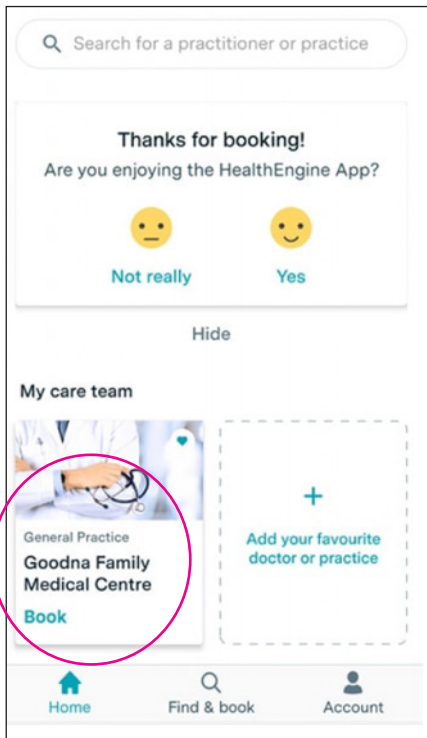 Search for a practitioner or practice
Thanks for booking!
Are you enjoying the HealthEngine App?
Not really
Yes
Hide
My care team
General Practice
Goodna Family
Medical Centre
Book
+
Add your favourite
doctor or practice
Home
Find & book
Account